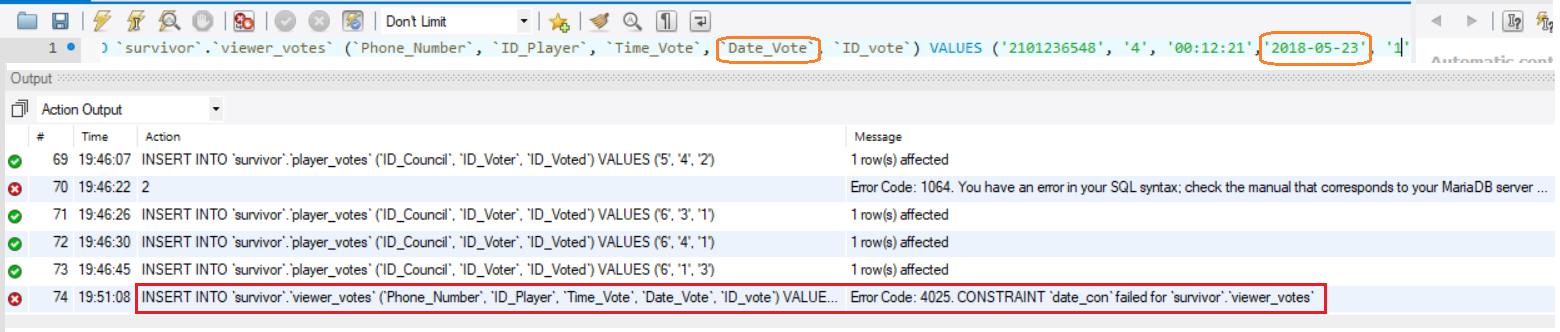 Don't Limit
1 O `survivor`.`viewer_votes` (`Phone_Number`, `ID_Player`, `Time_Vote`, `Date_Vote`, `ID_vote`) VALUES ('2101236548', '4', '00:12:21','2018-05-23', '1'
Output
Action Output
# Time Action Message
69 19:46:07 INSERT INTO `survivor`.`player_votes` (`ID_Council`, `ID_Voter`, `ID_Voted`) VALUES ('5', '4', '2') 1 row(s) affected
70 19:46:22 2 Error Code: 1064. You have an error in your SQL syntax; check the manual that corresponds to your MariaDB server ...
71 19:46:26 INSERT INTO `survivor`.`player_votes` (`ID_Council`, `ID_Voter`, `ID_Voted`) VALUES ('6', '3', '1') 1 row(s) affected
72 19:46:30 INSERT INTO `survivor`.`player_votes` (`ID_Council`, `ID_Voter`, `ID_Voted`) VALUES ('6', '4', '1') 1 row(s) affected
73 19:46:45 INSERT INTO `survivor`.`player_votes` (`ID_Council`, `ID_Voter`, `ID_Voted`) VALUES ('6', '1', '3') 1 row(s) affected
74 19:51:08 INSERT INTO `survivor`.`viewer_votes` (`Phone_Number`, `ID_Player`, `Time_Vote`, `Date_Vote`, `ID_vote`) VALUE... Error Code: 4025. CONSTRAINT `date_con` failed for `survivor`.`viewer_votes`